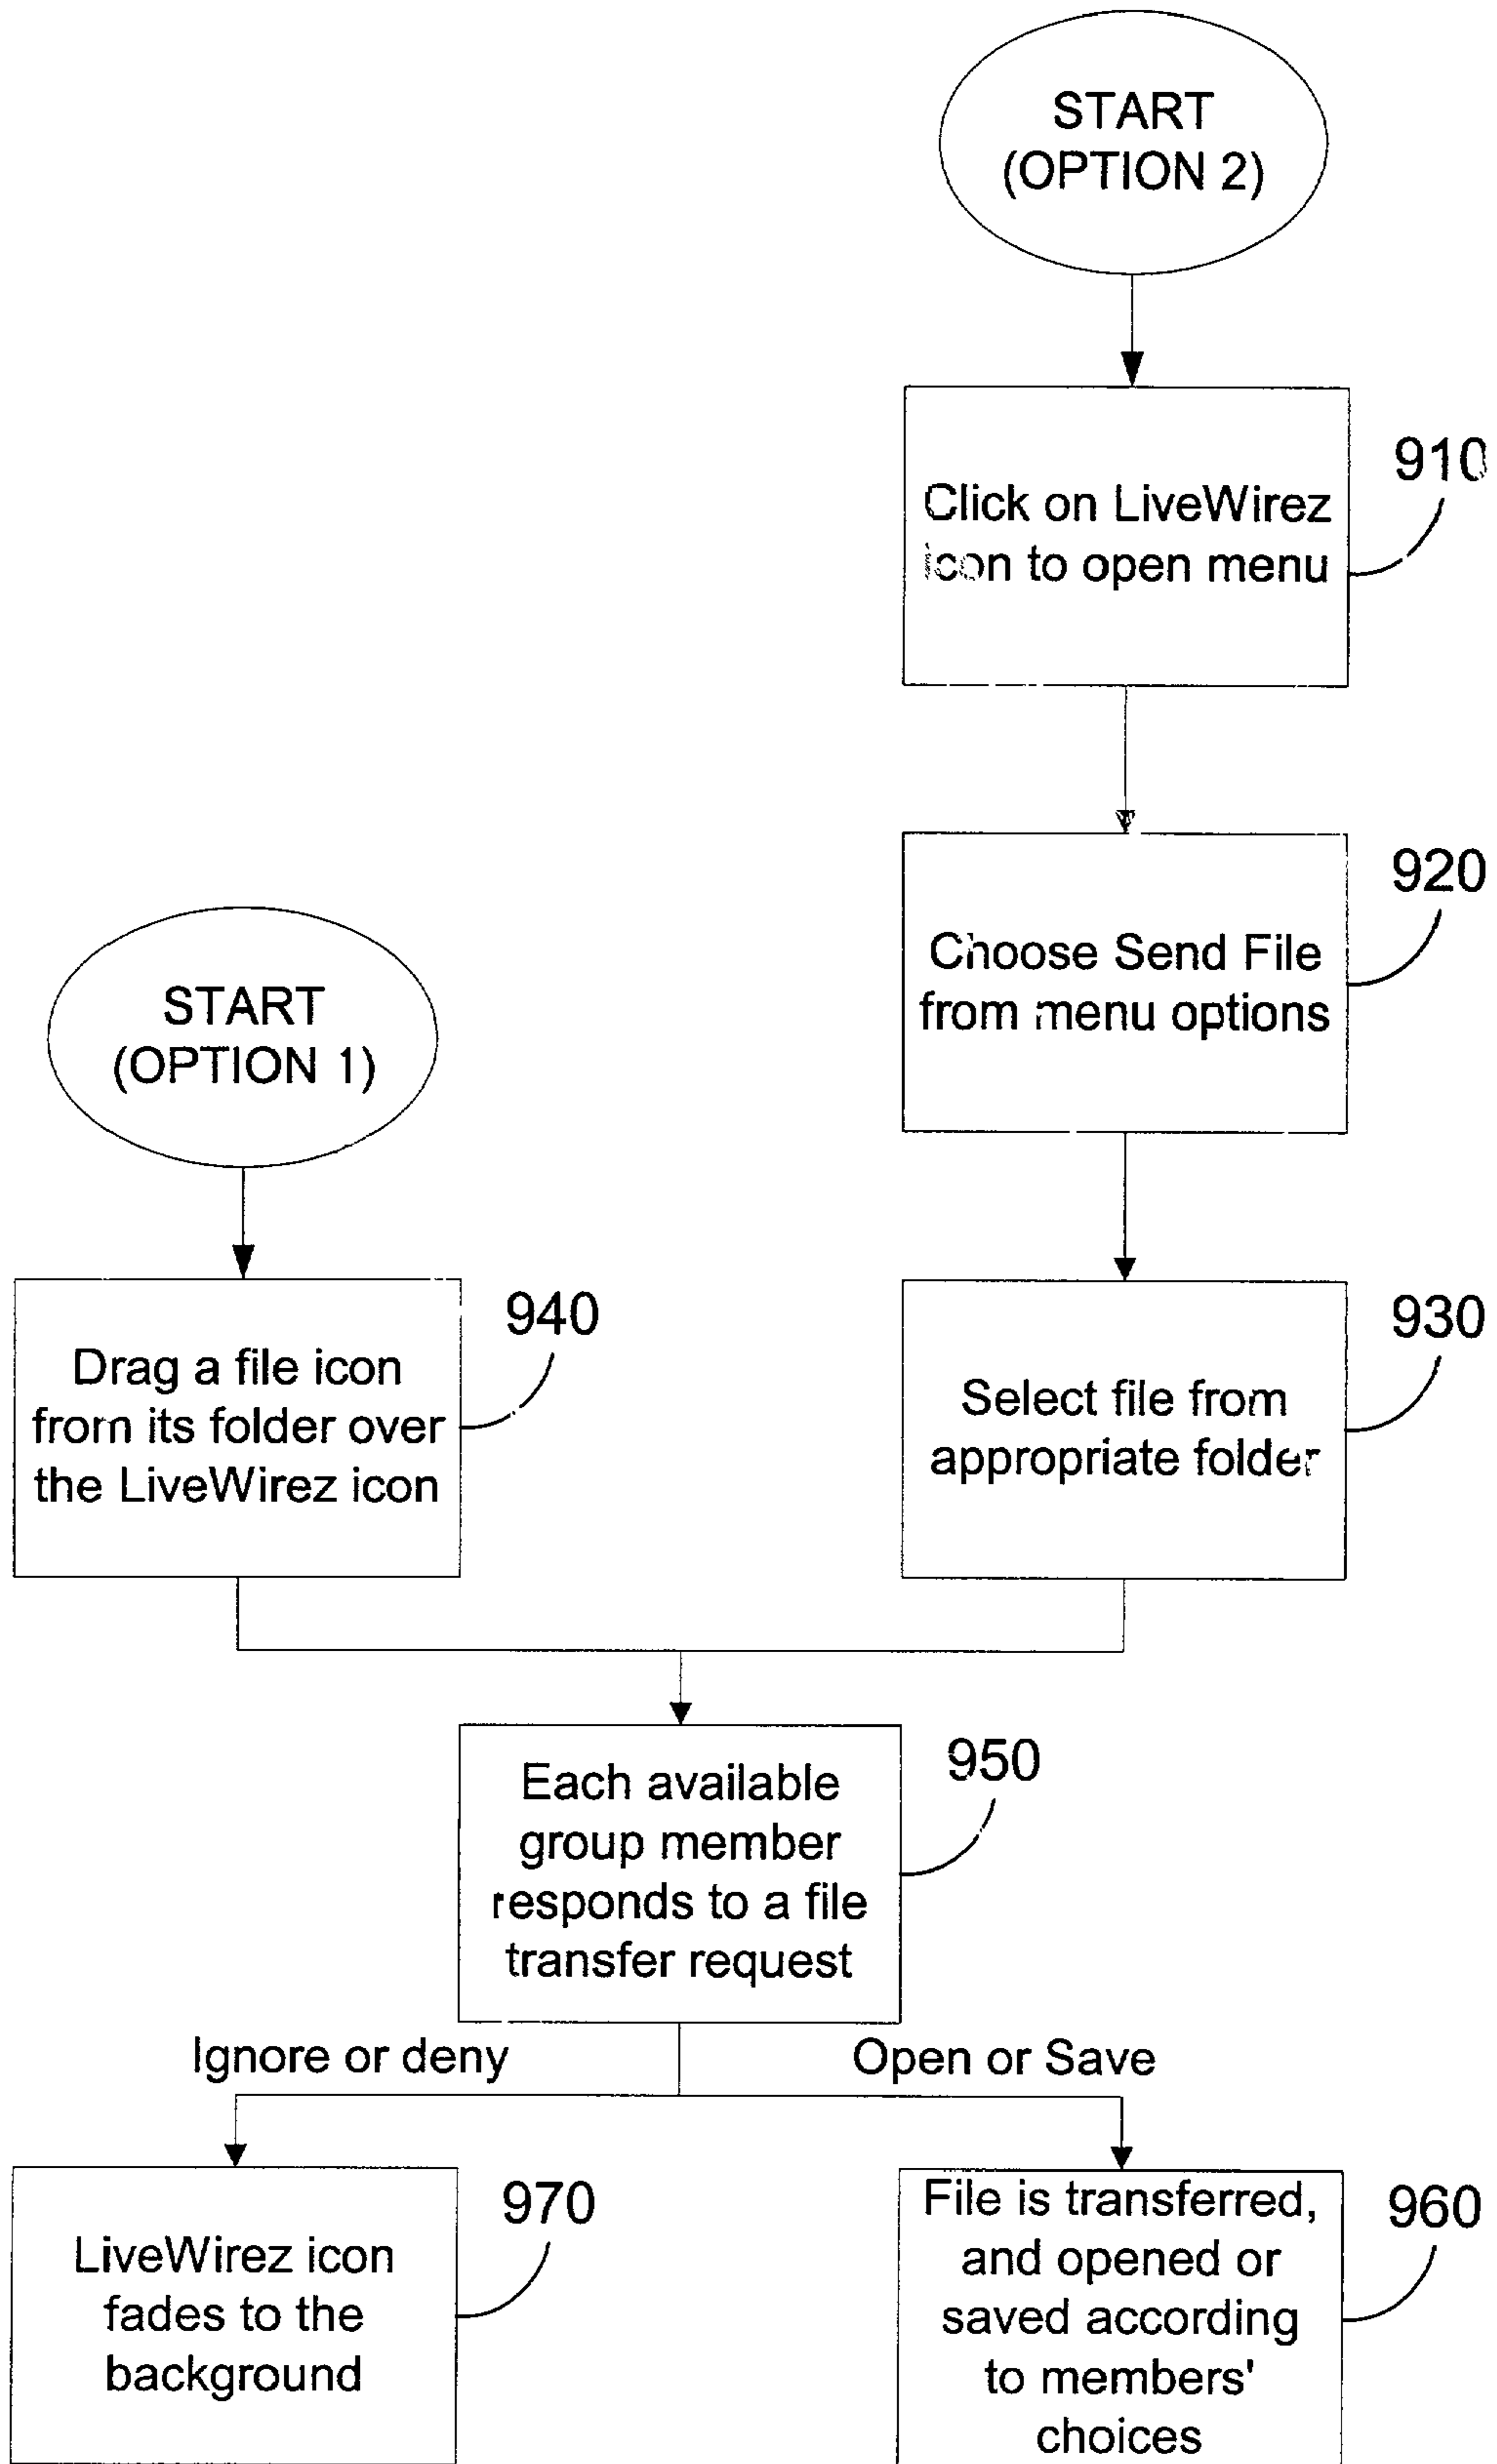 START
(OPTION 2)
910
Click on LiveWirez
icon to open menu
920
Choose Send File
from menu options
START
(OPTION 1)
940
Drag a file icon
from its folder over
the LiveWirez icon
930
Select file from
appropriate folder
950
Each available
group member
responds to a file
transfer request
Ignore or deny
Open or Save
970
LiveWirez icon
fades to the
background
960
File is transferred,
and opened or
saved according
to members'
choices